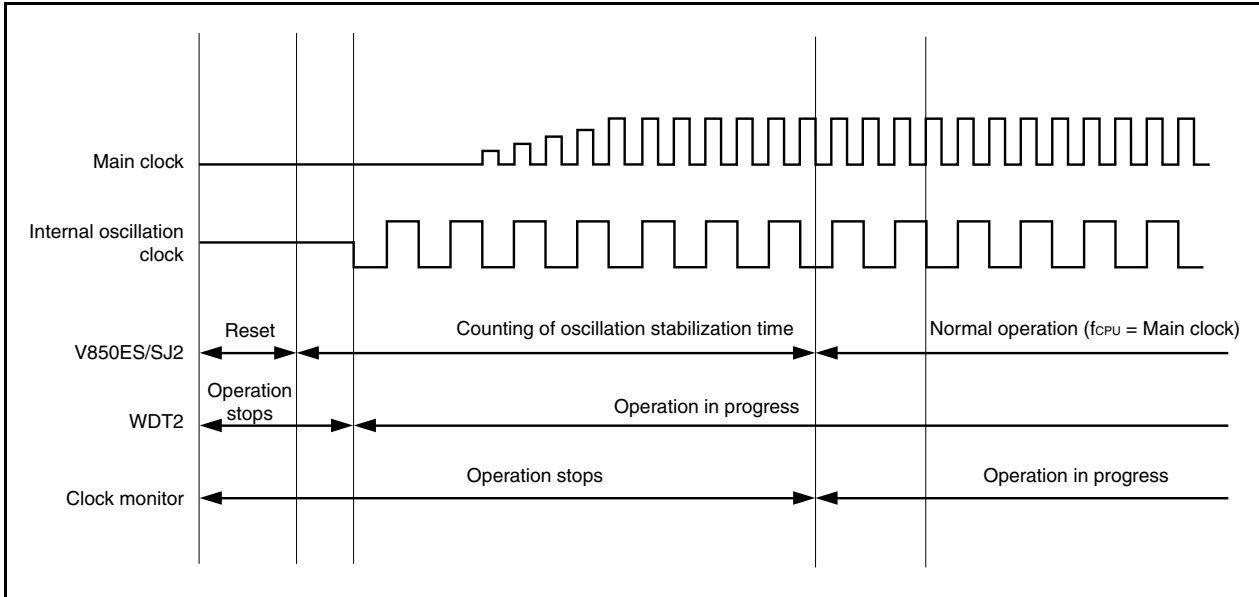 Main clock
Internal oscillation
clock
Reset
Counting of oscillation stabilization time
Normal operation (fCPU = Main clock)
V850ES/SJ2
Operation
stops
Operation in progress
WDT2
Operation stops
Operation in progress
Clock monitor